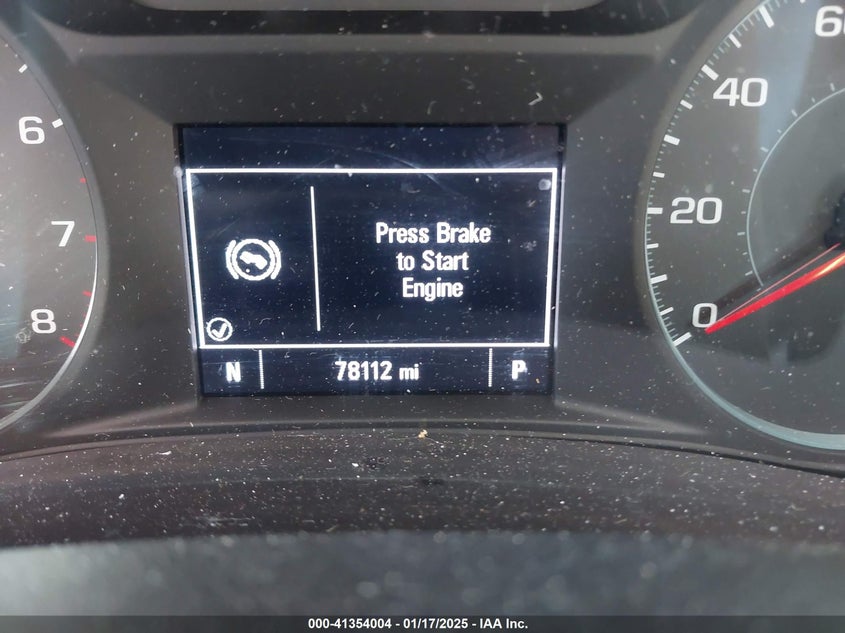 60
6
40
7
20
8
0
Press Brake
to Start
Engine
N 78112 mi P
000-41354004 — 01/17/2025 — IAA Inc.